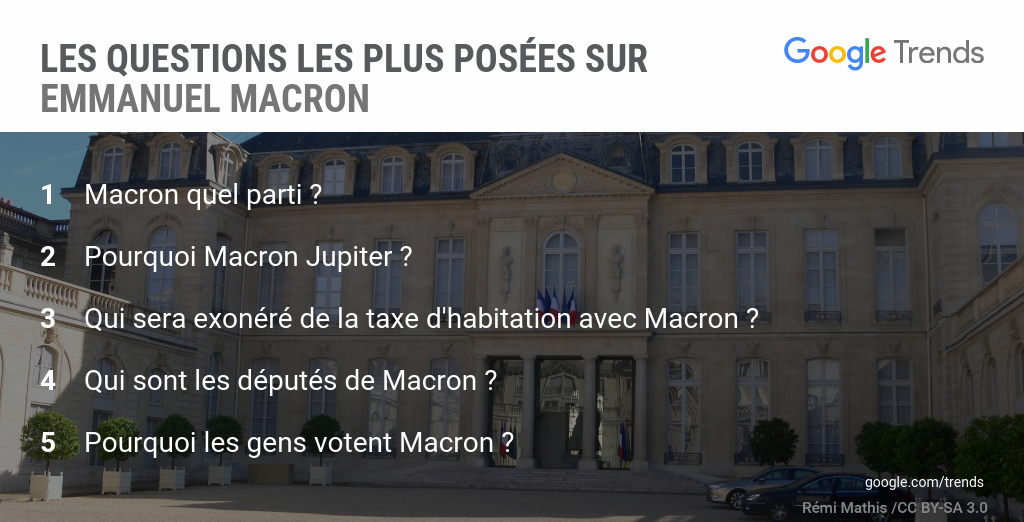 LES QUESTIONS LES PLUS POSÉES SUR
EMMANUEL MACRON
Google Trends
1 Macron quel parti ?
2 Pourquoi Macron Jupiter ?
3 Qui sera exonéré de la taxe d'habitation avec Macron ?
4 Qui sont les députés de Macron ?
5 Pourquoi les gens votent Macron ?
google.com/trends
Rémi Mathis /CC BY-SA 3.0